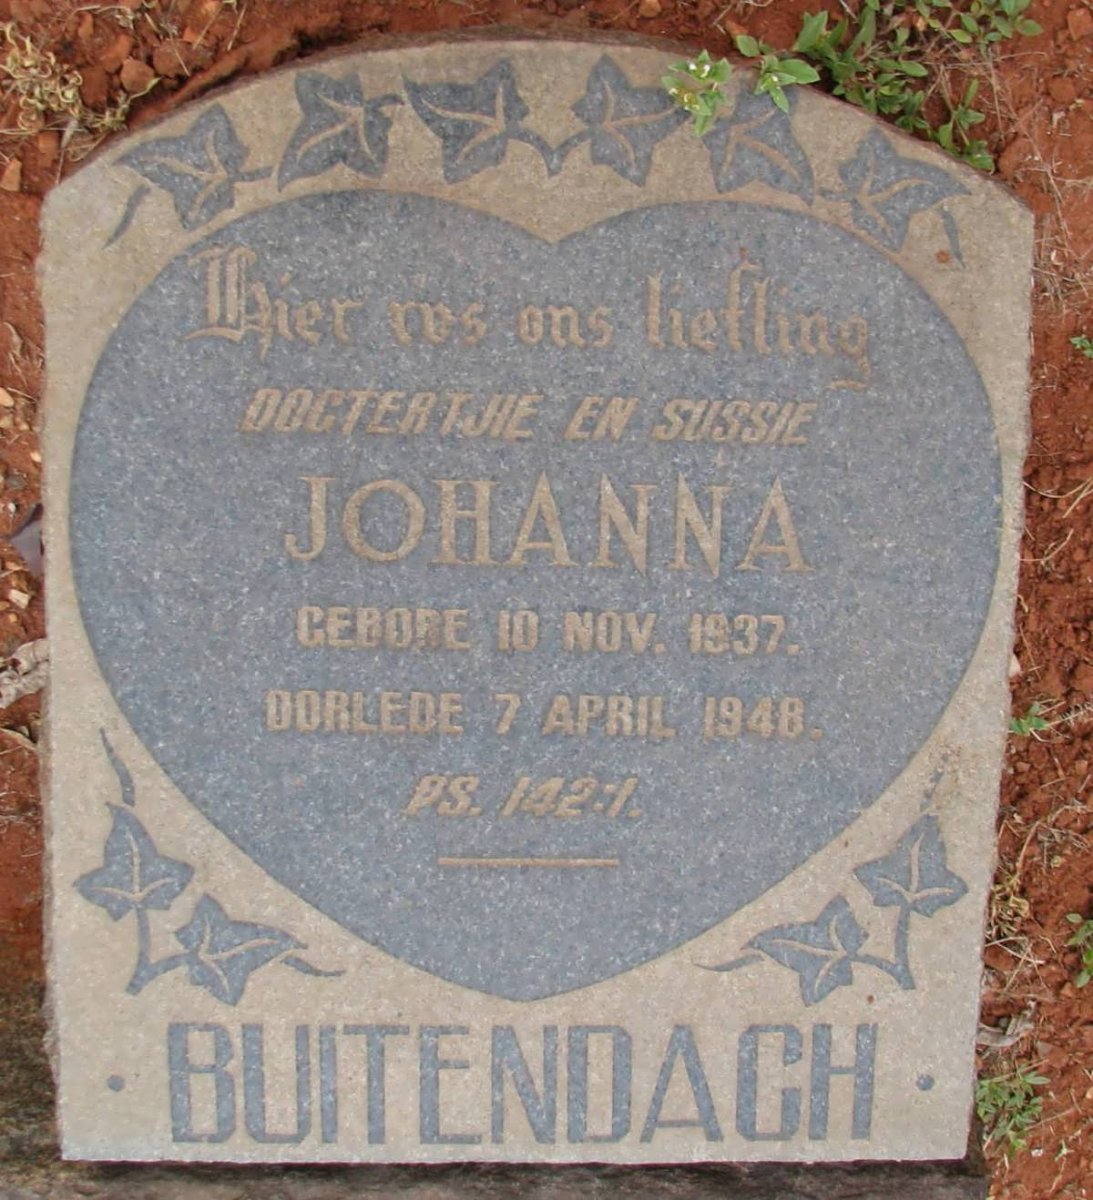 Hier rus ons liefling
DOGTERTJIE EN SUSSIE
JOHANNA
GEBORE 10 NOV. 1937.
OORLEDE 7 APRIL 1948.
PS. 142:1.
BUITENDACH